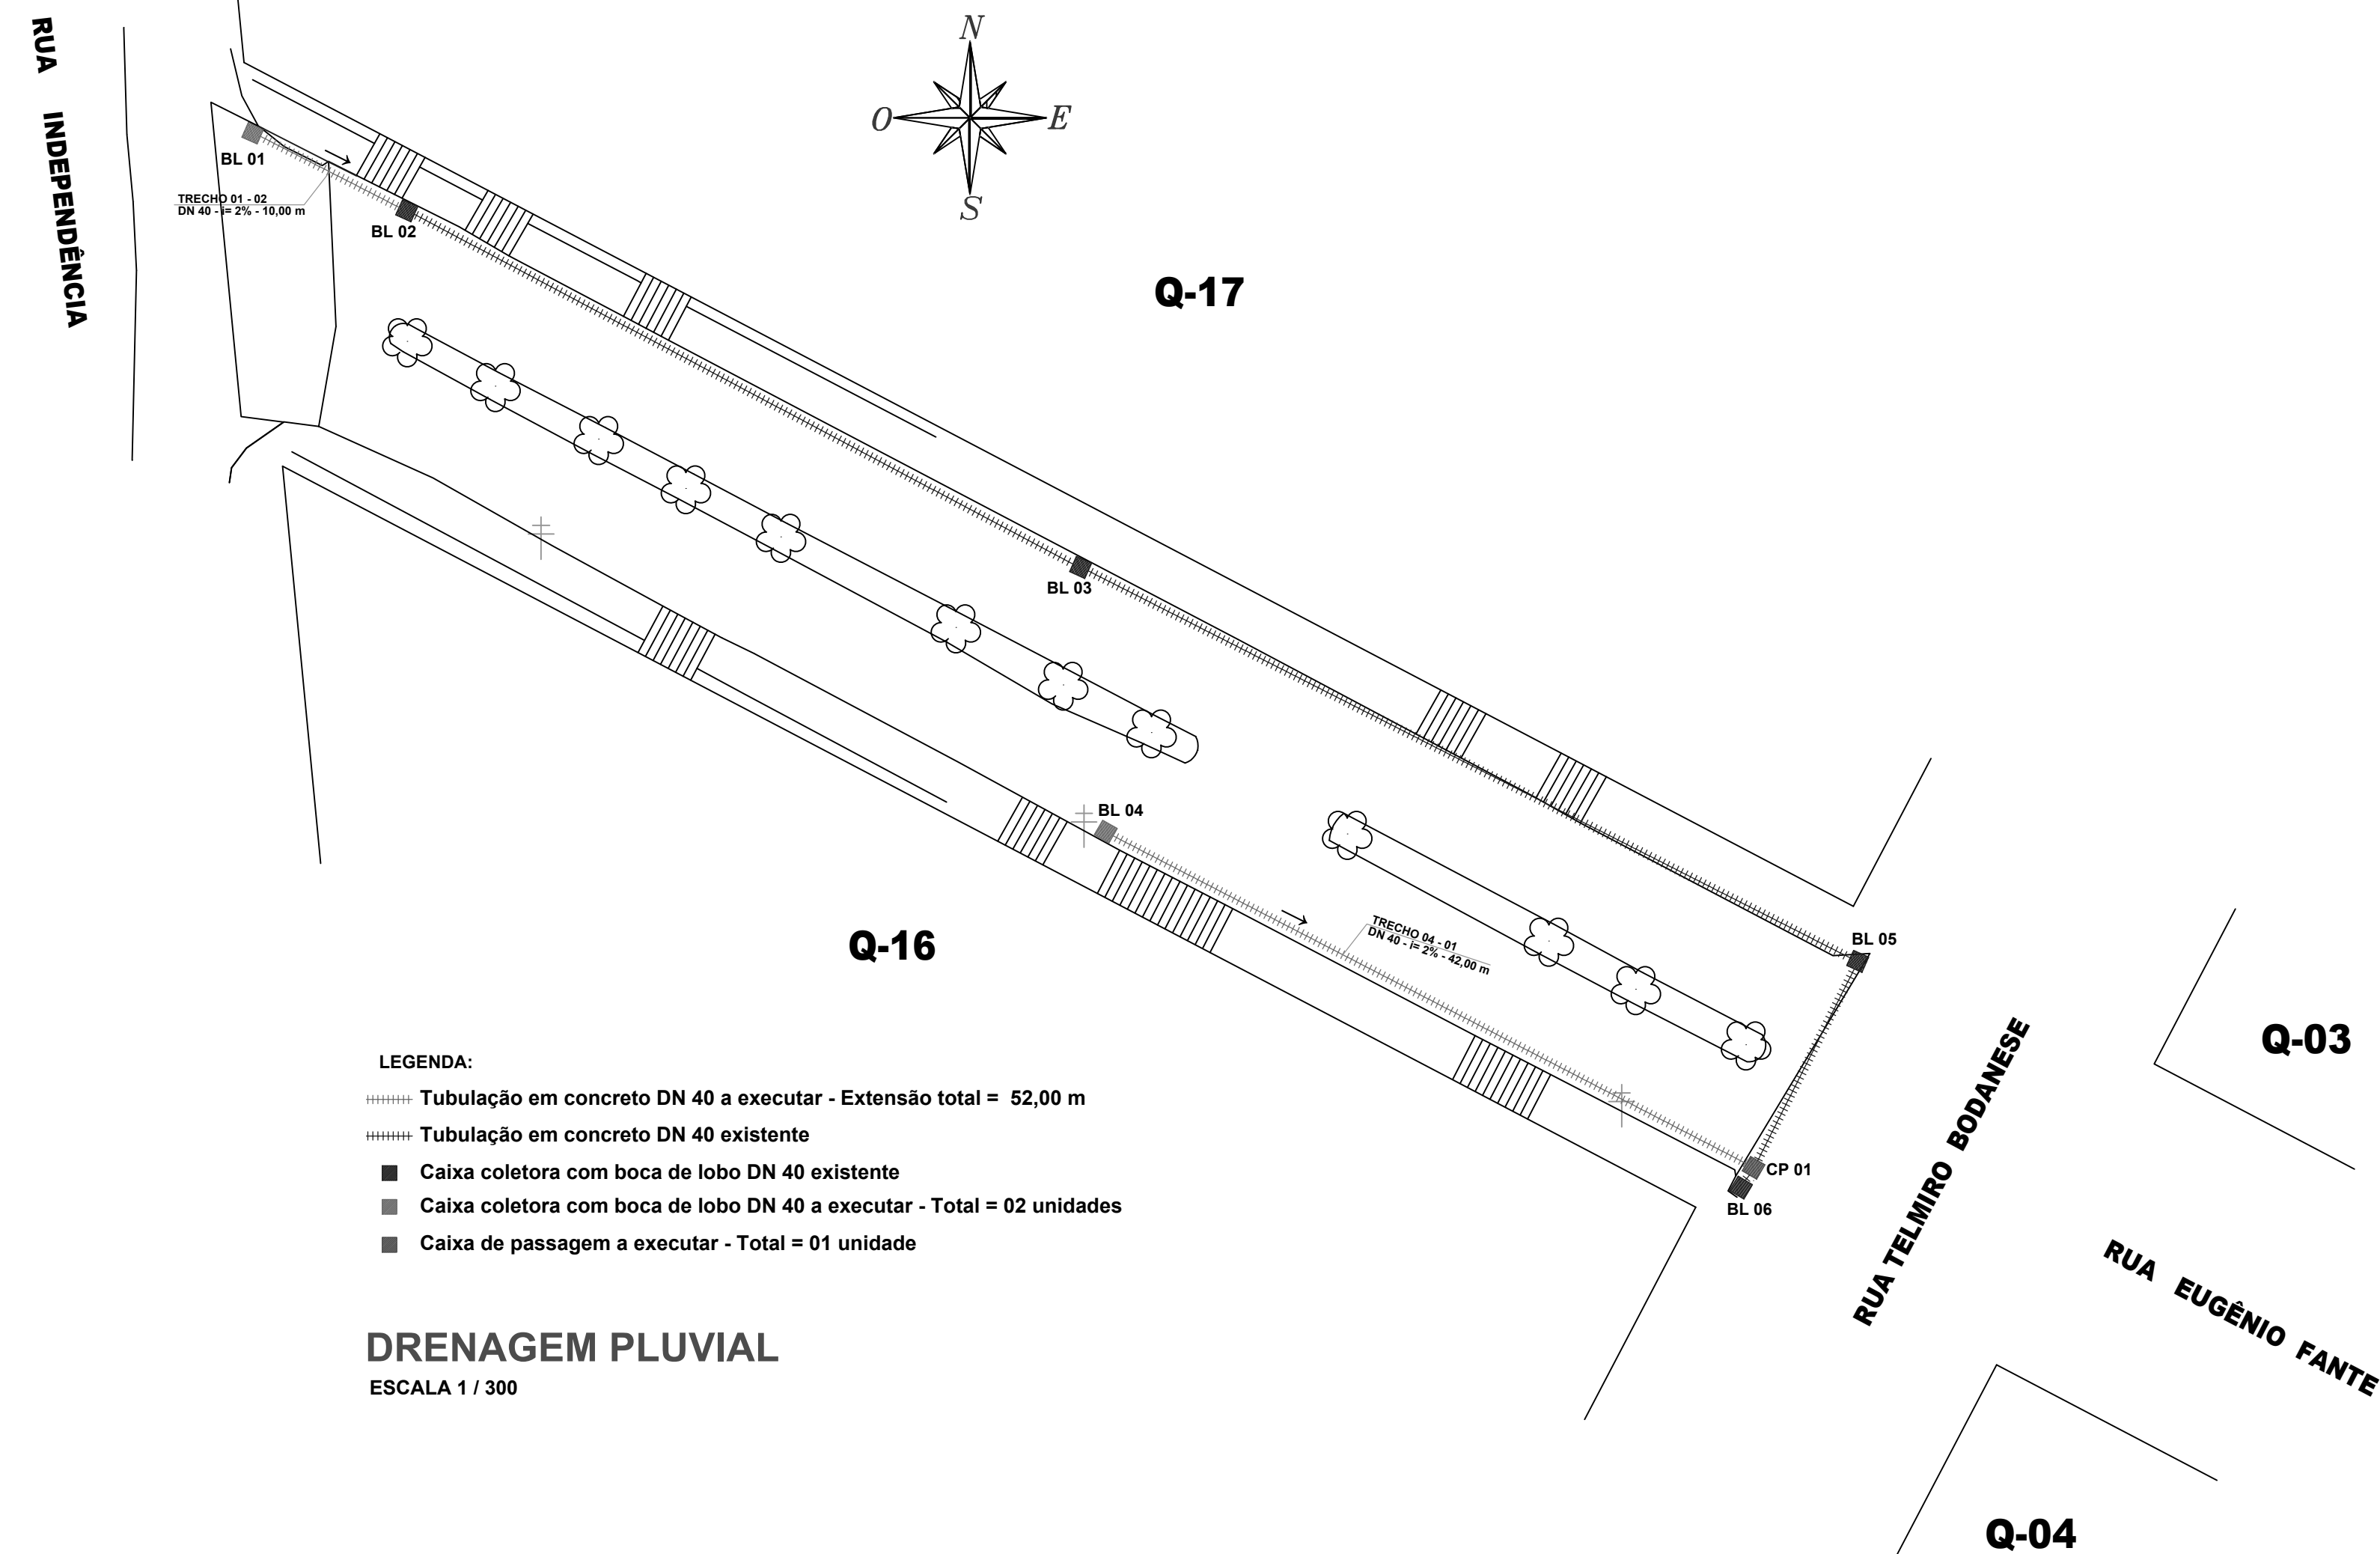 RUA INDEPENDÊNCIA
N
O
E
S
BL 01
TRECHO 01 - 02
DN 40 - i= 2% - 10,00 m
BL 02
Q-17
BL 03
BL 04
TRECHO 04 - 01
DN 40 - i= 2% - 42,00 m
Q-16
BL 05
Q-03
RUA TELMIRO BODANESE
CP 01
BL 06
RUA EUGÊNIO FANTE
Q-04
LEGENDA:
Tubulação em concreto DN 40 a executar - Extensão total = 52,00 m
Tubulação em concreto DN 40 existente
Caixa coletora com boca de lobo DN 40 existente
Caixa coletora com boca de lobo DN 40 a executar - Total = 02 unidades
Caixa de passagem a executar - Total = 01 unidade
DRENAGEM PLUVIAL
ESCALA 1 / 300